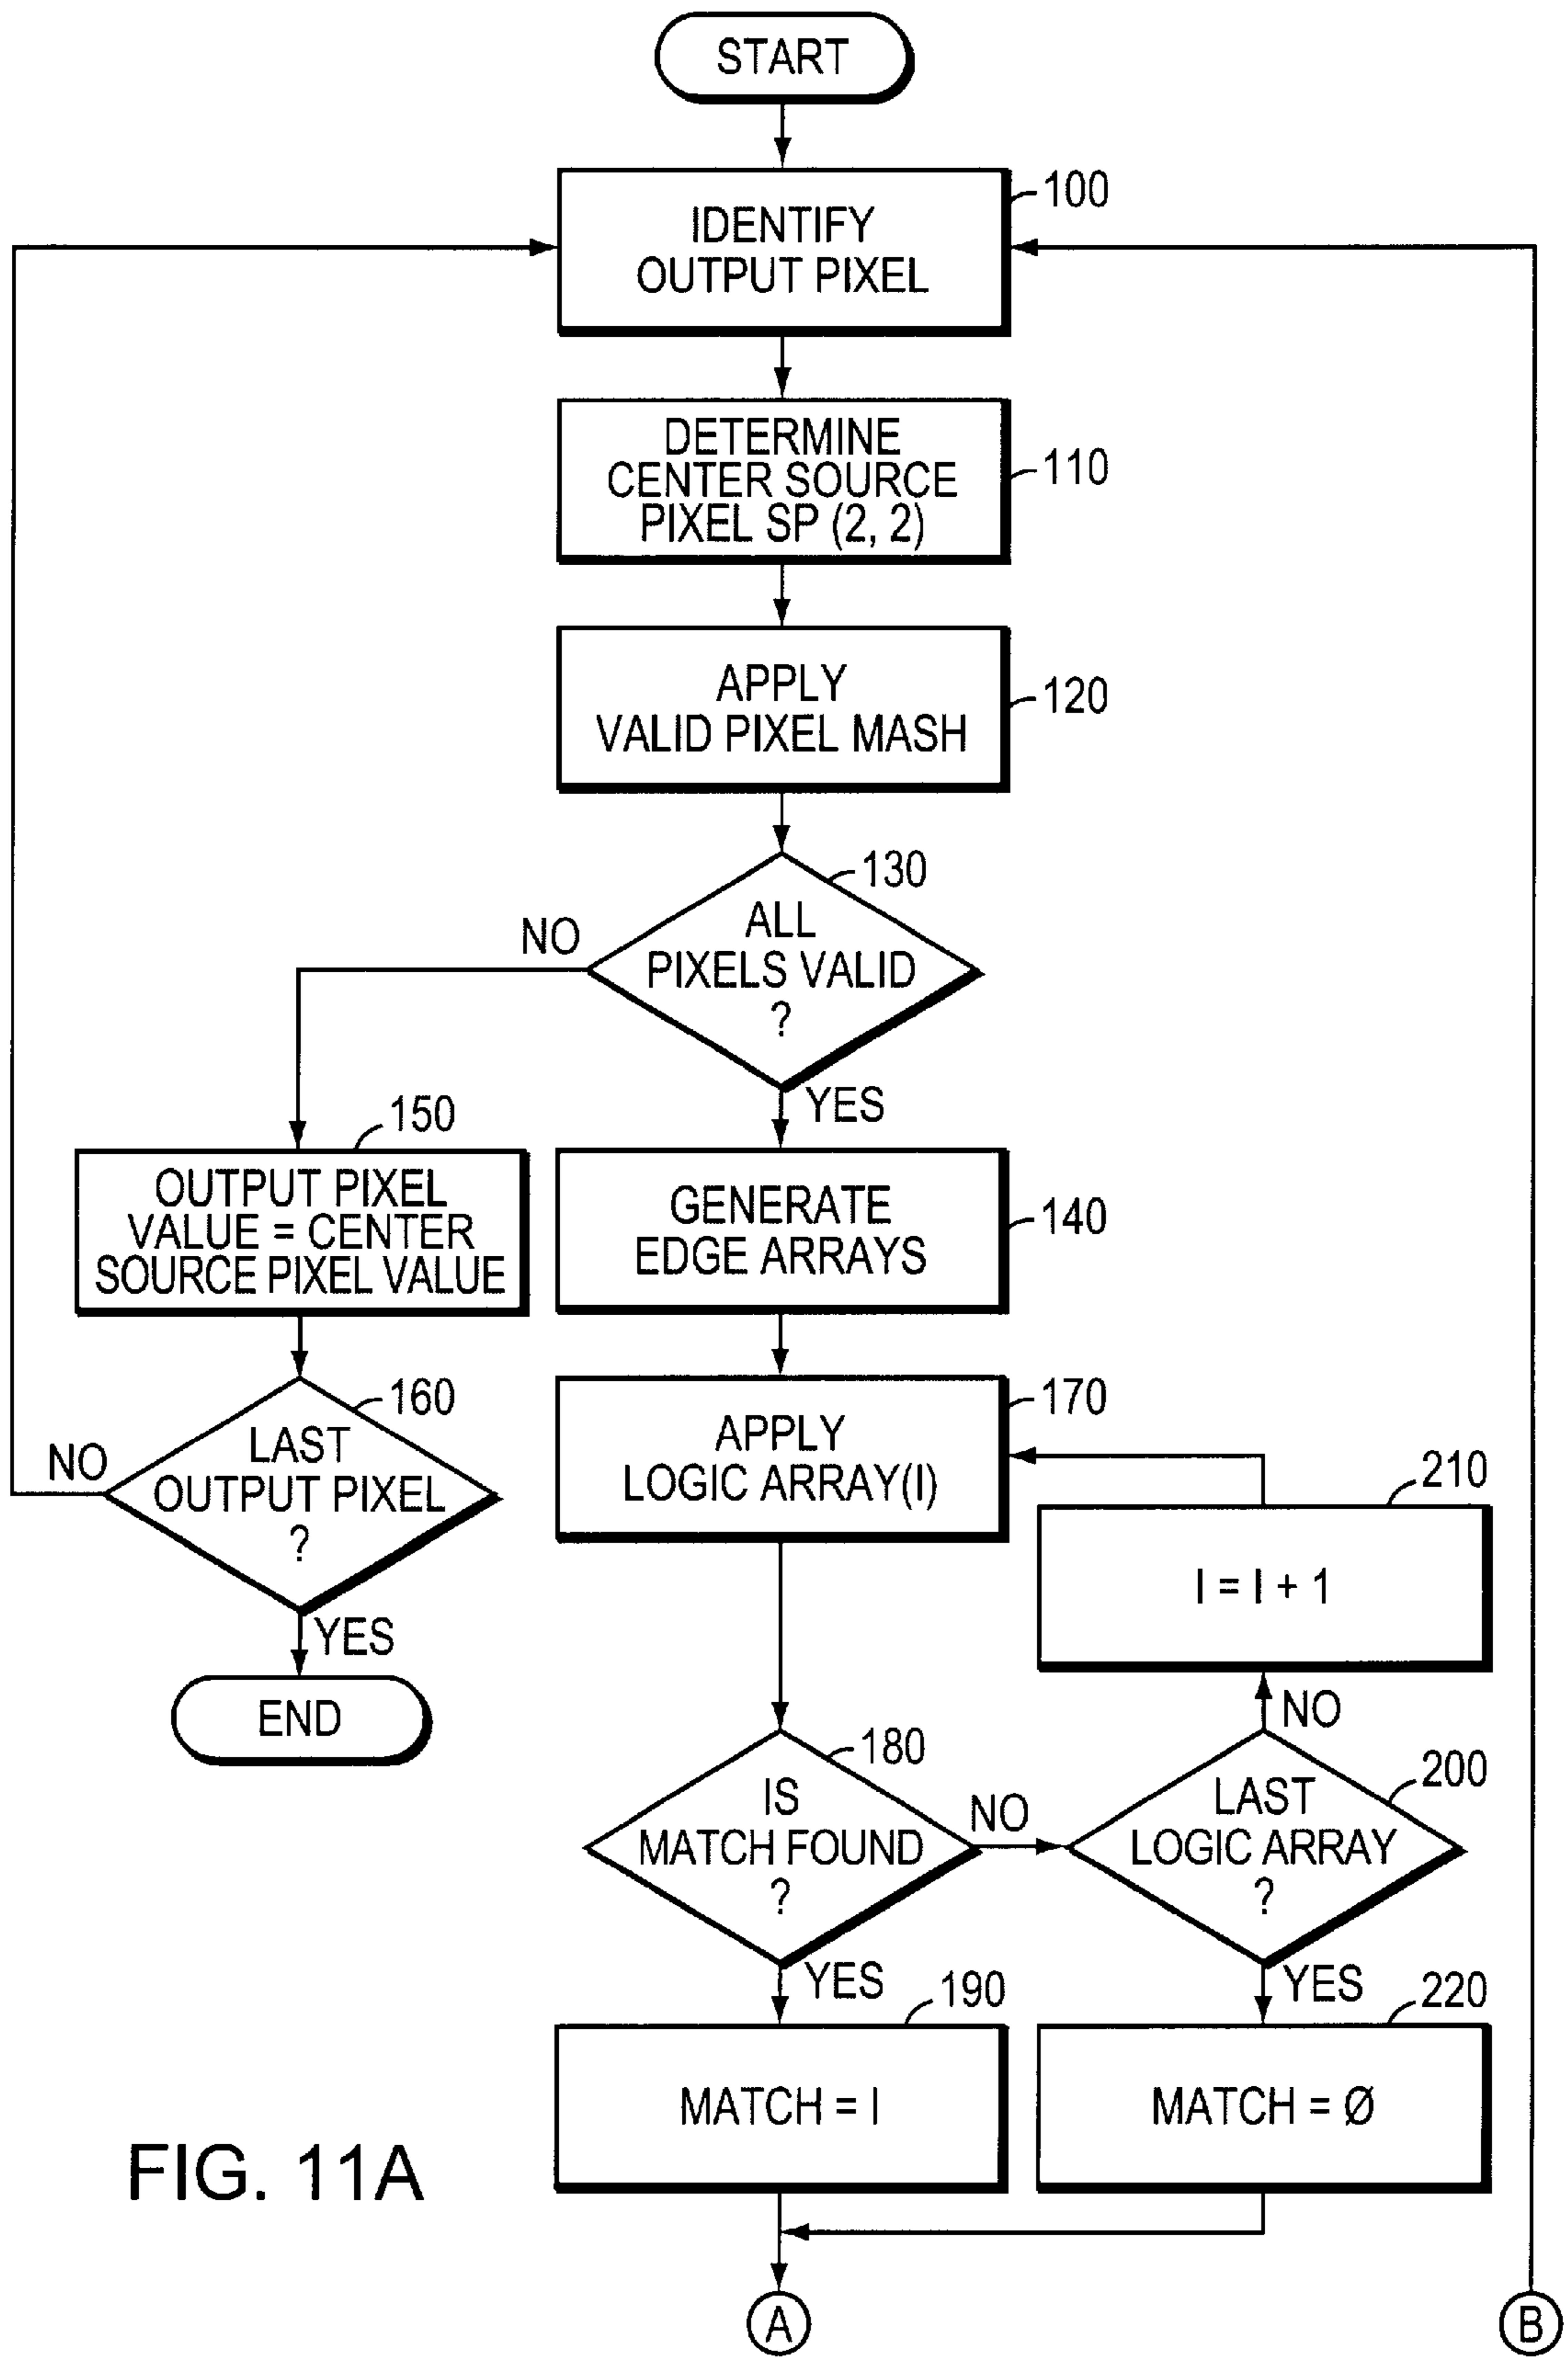 START
100
IDENTIFY
OUTPUT PIXEL
DETERMINE
CENTER SOURCE
PIXEL SP (2, 2)
110
APPLY
VALID PIXEL MASH
120
130
ALL
PIXELS VALID
?
NO
YES
150
OUTPUT PIXEL
VALUE = CENTER
SOURCE PIXEL VALUE
GENERATE
EDGE ARRAYS
140
160
LAST
OUTPUT PIXEL
?
NO
YES
END
170
APPLY
LOGIC ARRAY(I)
210
I = I + 1
NO
180
IS
MATCH FOUND
?
NO
200
LAST
LOGIC ARRAY
?
YES
190
YES
220
MATCH = I
MATCH = Ø
FIG. 11A
A
B